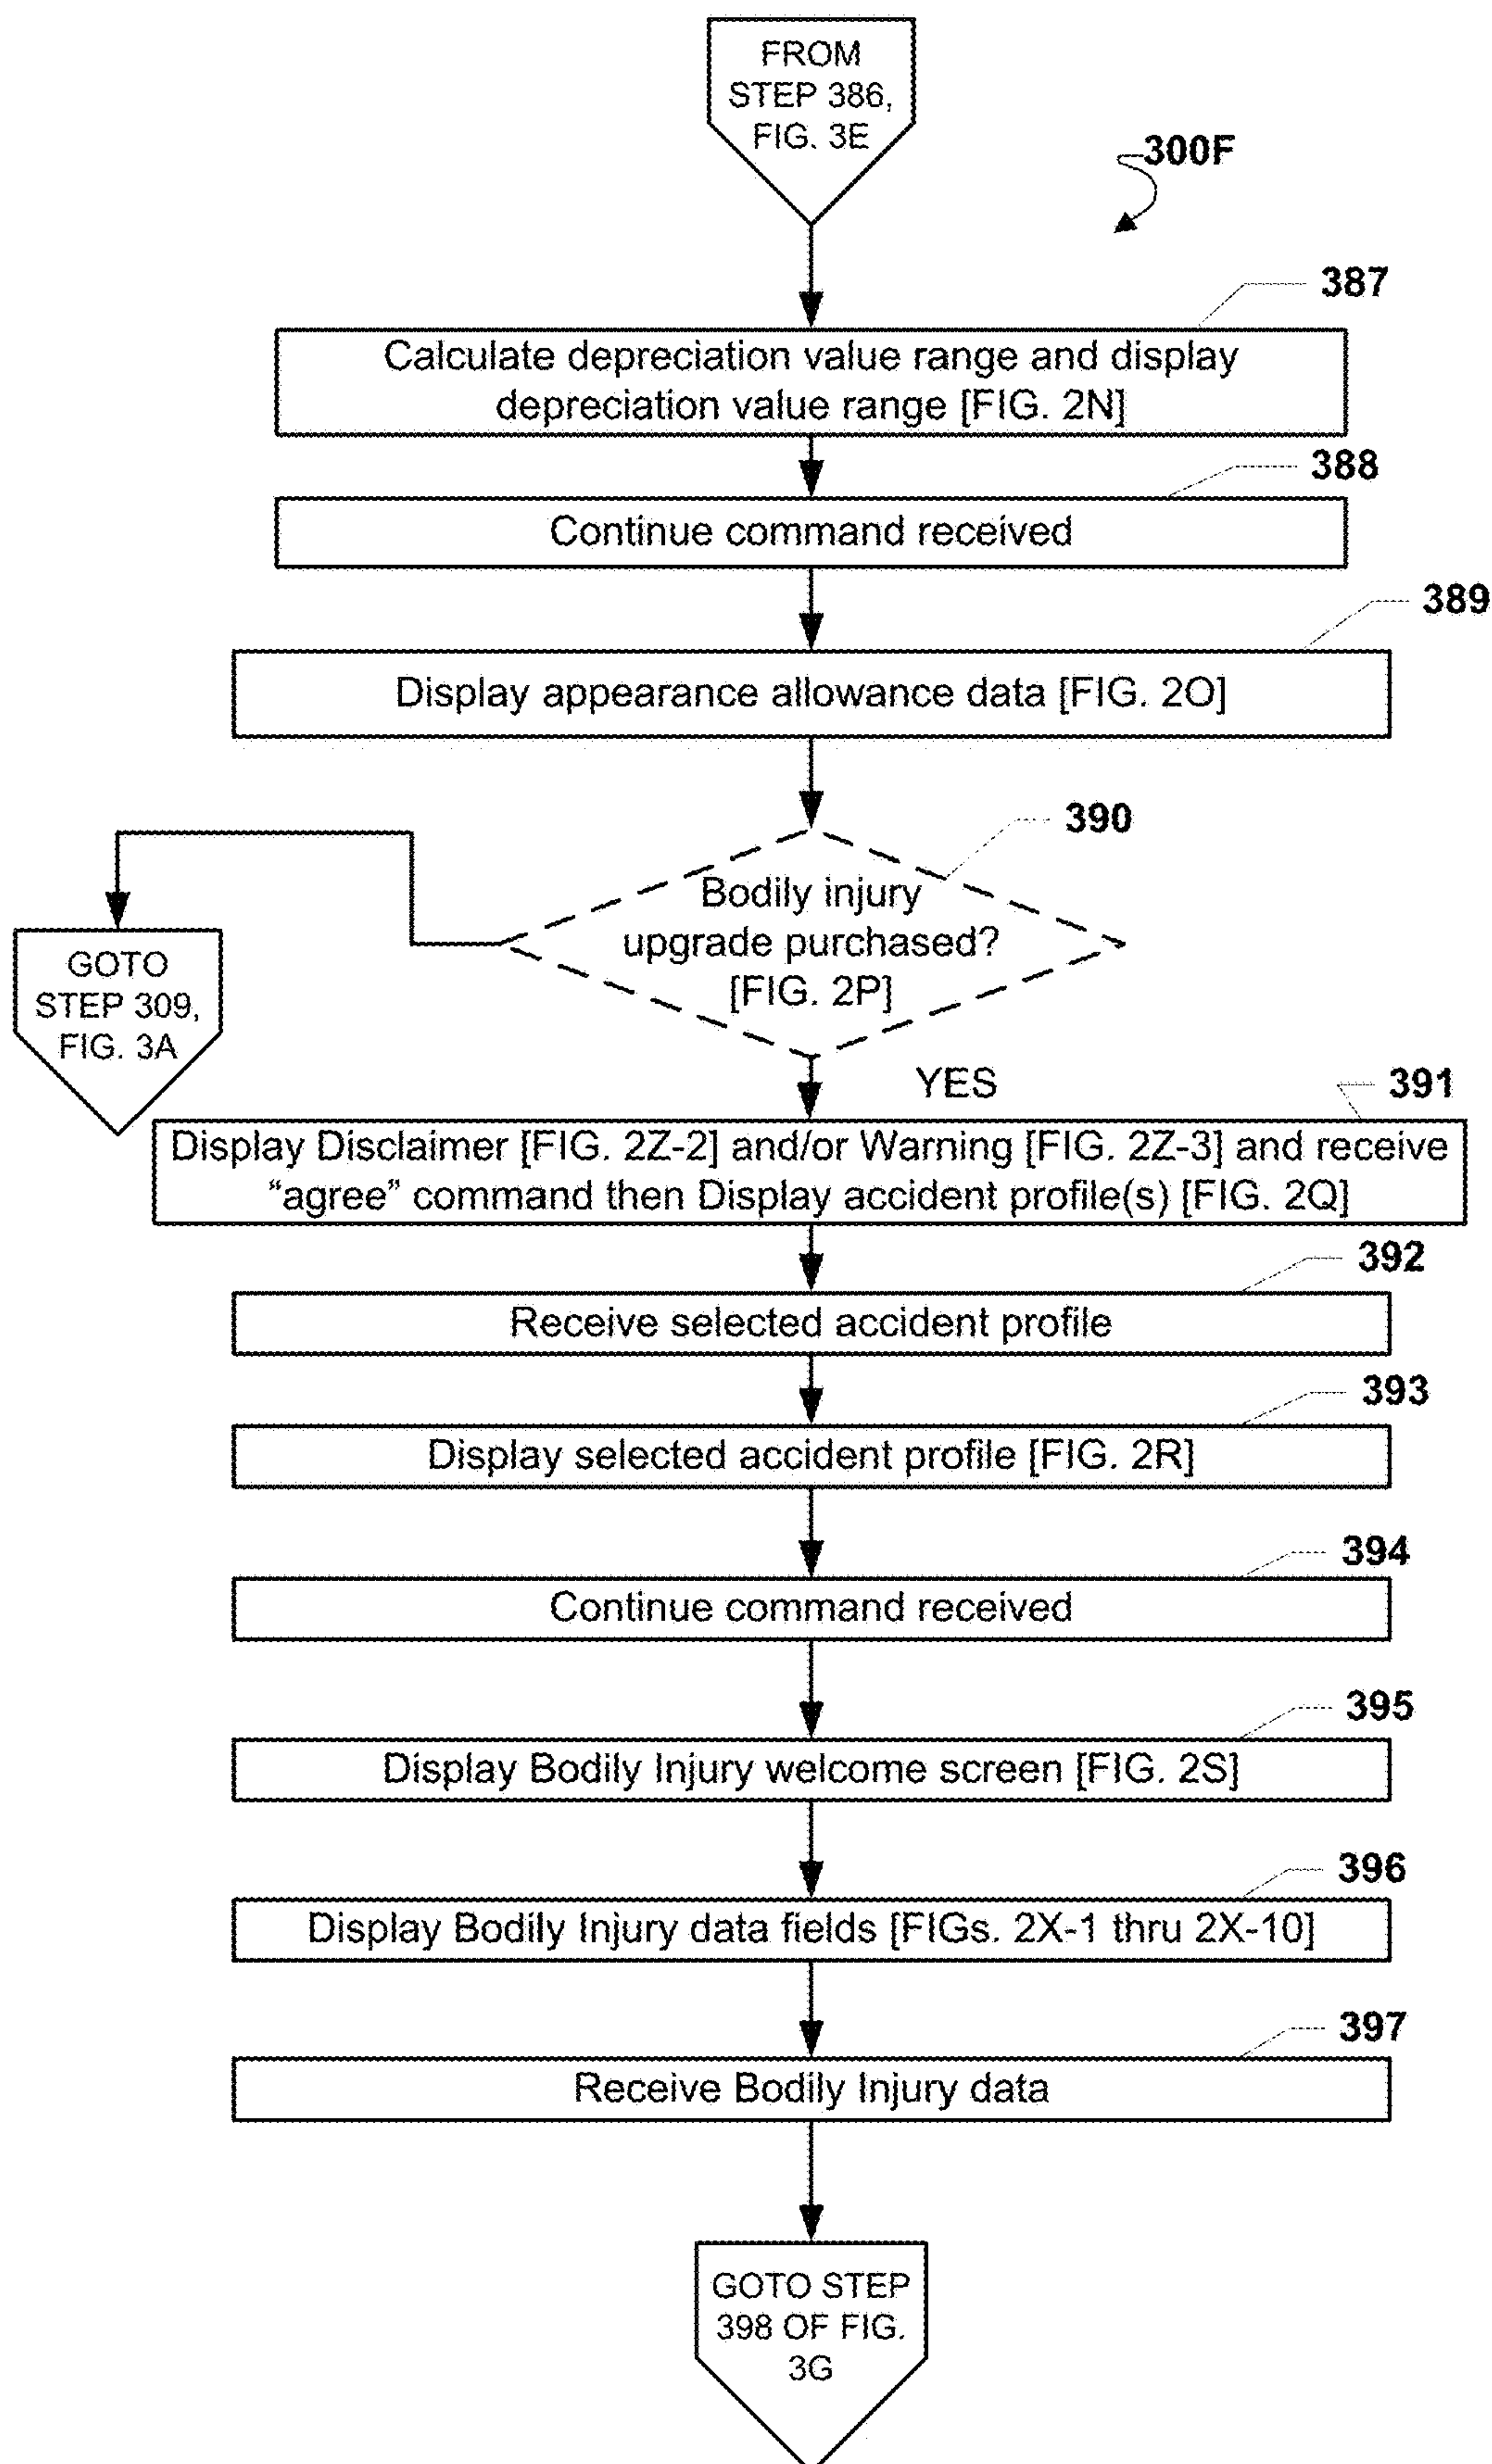 FROM
STEP 386,
FIG. 3E
300F
387
Calculate depreciation value range and display
depreciation value range [FIG. 2N]
388
Continue command received
389
Display appearance allowance data [FIG. 2O]
390
Bodily injury
upgrade purchased?
[FIG. 2P]
GOTO
STEP 309,
FIG. 3A
YES
391
Display Disclaimer [FIG. 2Z-2] and/or Warning [FIG. 2Z-3] and receive
“agree” command then Display accident profile(s) [FIG. 2Q]
392
Receive selected accident profile
393
Display selected accident profile [FIG. 2R]
394
Continue command received
395
Display Bodily Injury welcome screen [FIG. 2S]
396
Display Bodily Injury data fields [FIGs. 2X-1 thru 2X-10]
397
Receive Bodily Injury data
GOTO STEP
398 OF FIG.
3G